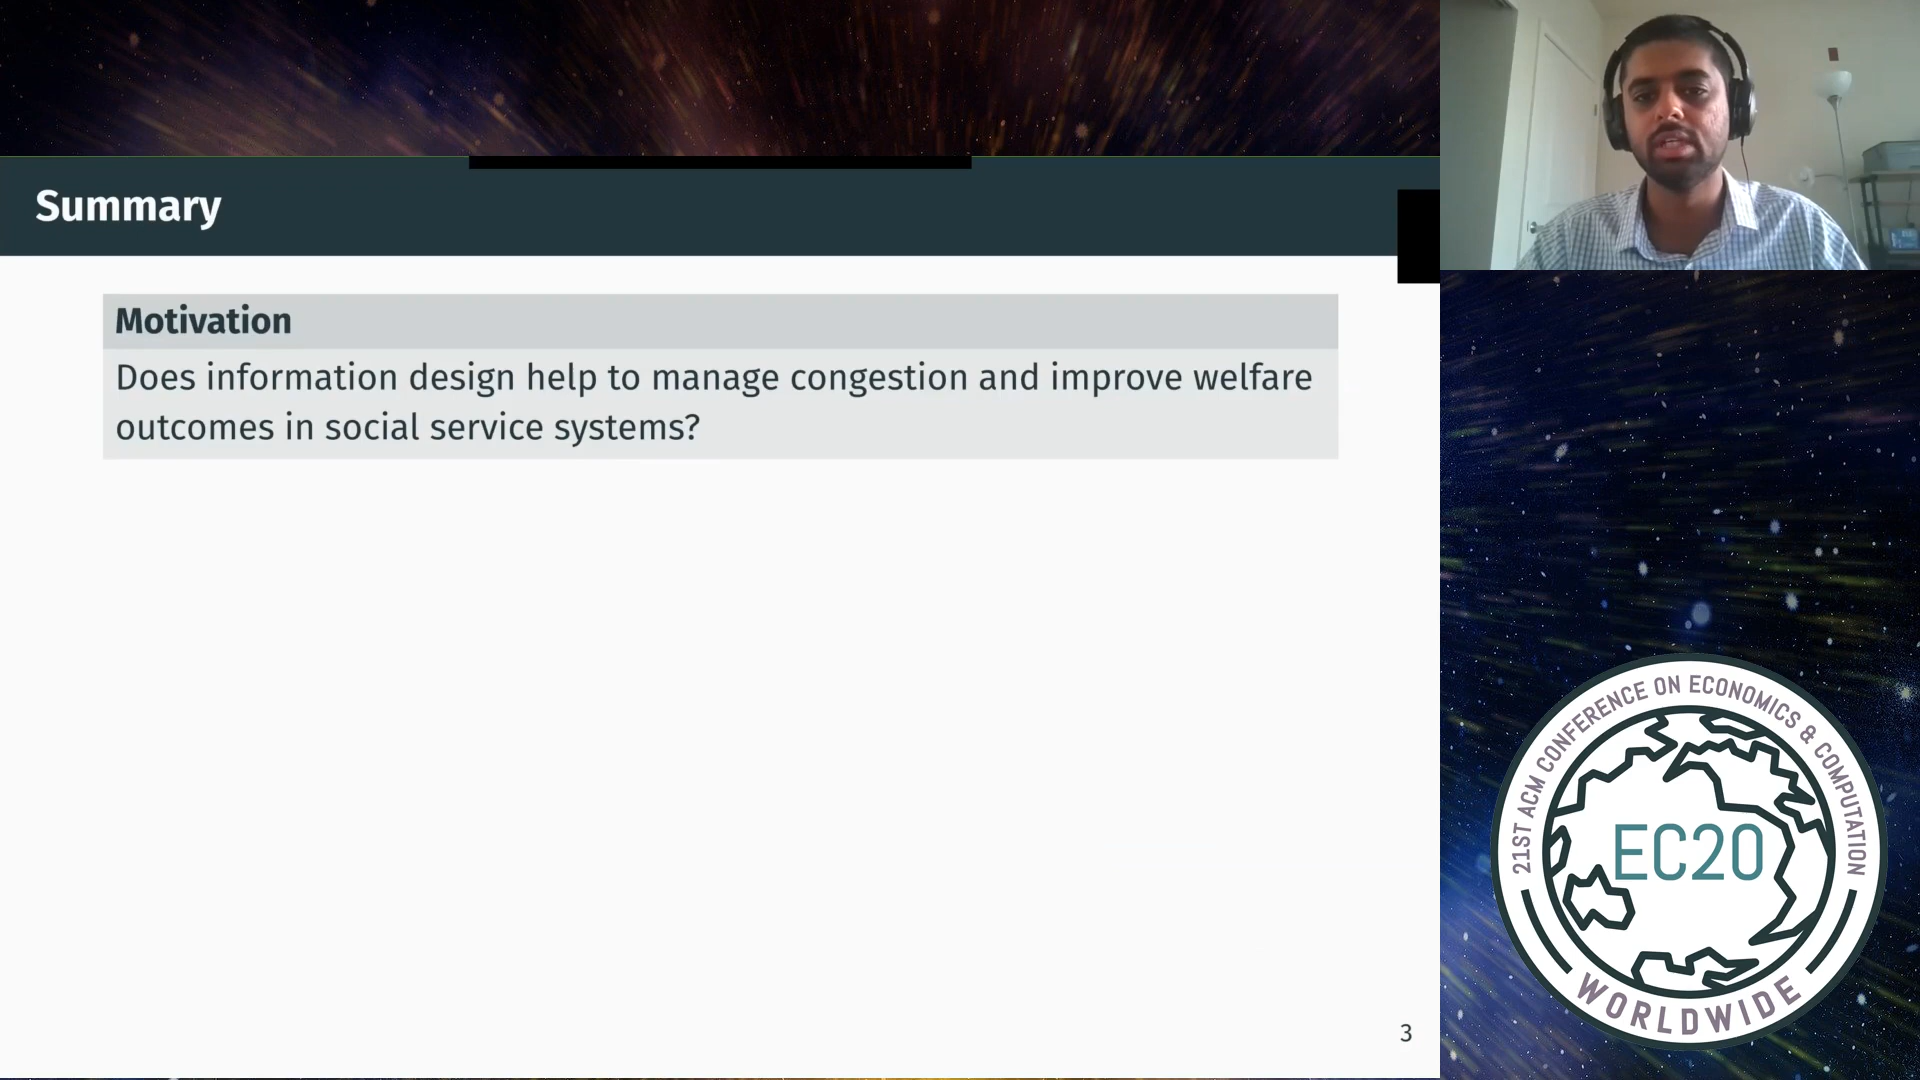 Summary
Motivation
Does information design help to manage congestion and improve welfare
outcomes in social service systems?
3
21ST ACM CONFERENCE ON ECONOMICS & COMPUTATION
EC20
WORLDWIDE